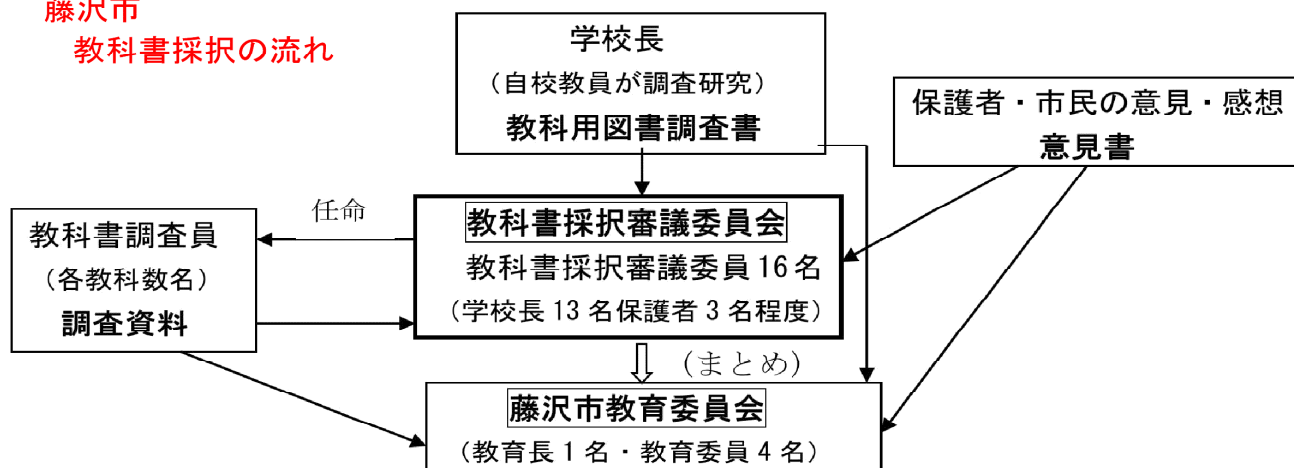 藤沢市
教科書採択の流れ
学校長
（自校教員が調査研究）
教科用図書調査書
保護者・市民の意見・感想
意見書
任命
教科書調査員
（各教科数名）
調査資料
教科書採択審議委員会
教科書採択審議委員16名
（学校長13名保護者3名程度）
（まとめ）
藤沢市教育委員会
（教育長1名・教育委員4名）